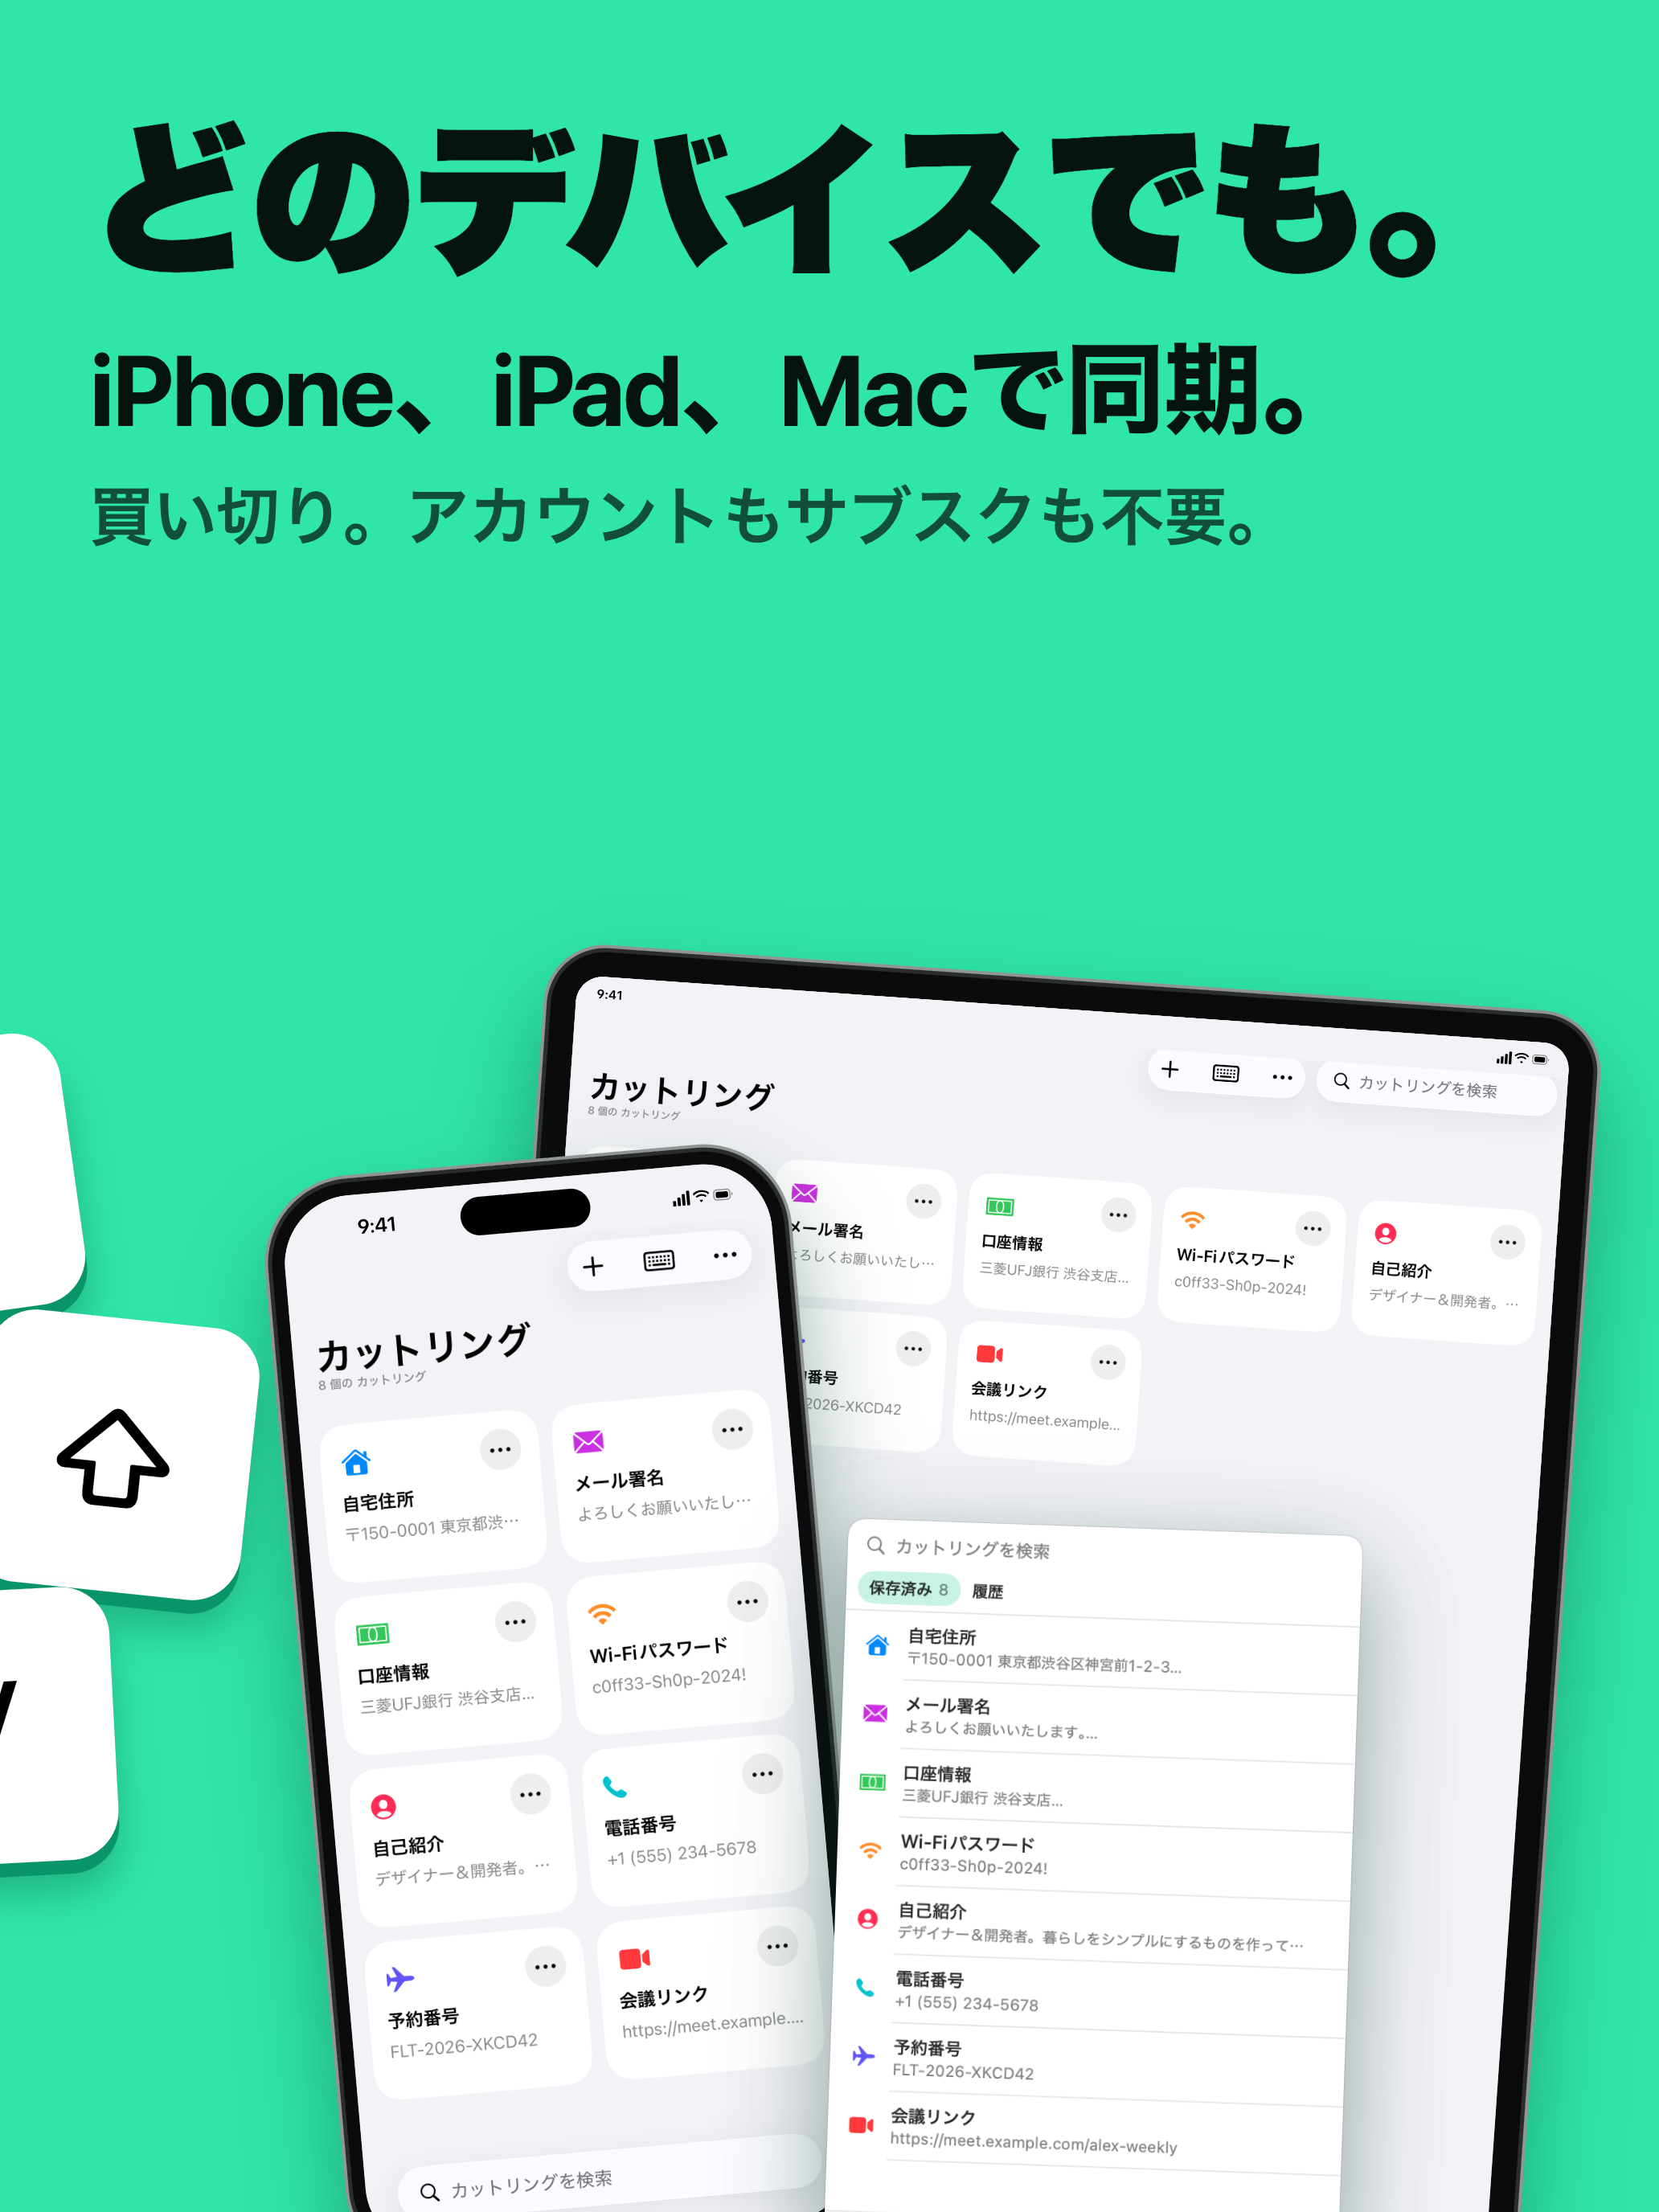 どのデバイスでも。
iPhone、iPad、Macで同期。
買い切り。アカウントもサブスクも不要。
9:41
カットリング
8 個の カットリング
カットリングを検索
メール署名
よろしくお願いいたし…
口座情報
三菱UFJ銀行 渋谷支店...
Wi-Fiパスワード
c0ff33-Sh0p-2024!
自己紹介
デザイナー＆開発者。…
番号
2026-XKCD42
会議リンク
https://meet.example...
9:41
カットリング
8 個の カットリング
自宅住所
〒150-0001 東京都渋…
メール署名
よろしくお願いいたし…
口座情報
三菱UFJ銀行 渋谷支店...
Wi-Fiパスワード
c0ff33-Sh0p-2024!
自己紹介
デザイナー＆開発者。…
電話番号
+1 (555) 234-5678
予約番号
FLT-2026-XKCD42
会議リンク
https://meet.example....
カットリングを検索
カットリングを検索
保存済み 8 履歴
自宅住所
〒150-0001 東京都渋谷区神宮前1-2-3...
メール署名
よろしくお願いいたします。...
口座情報
三菱UFJ銀行 渋谷支店...
Wi-Fiパスワード
c0ff33-Sh0p-2024!
自己紹介
デザイナー＆開発者。暮らしをシンプルにするものを作って…
電話番号
+1 (555) 234-5678
予約番号
FLT-2026-XKCD42
会議リンク
https://meet.example.com/alex-weekly